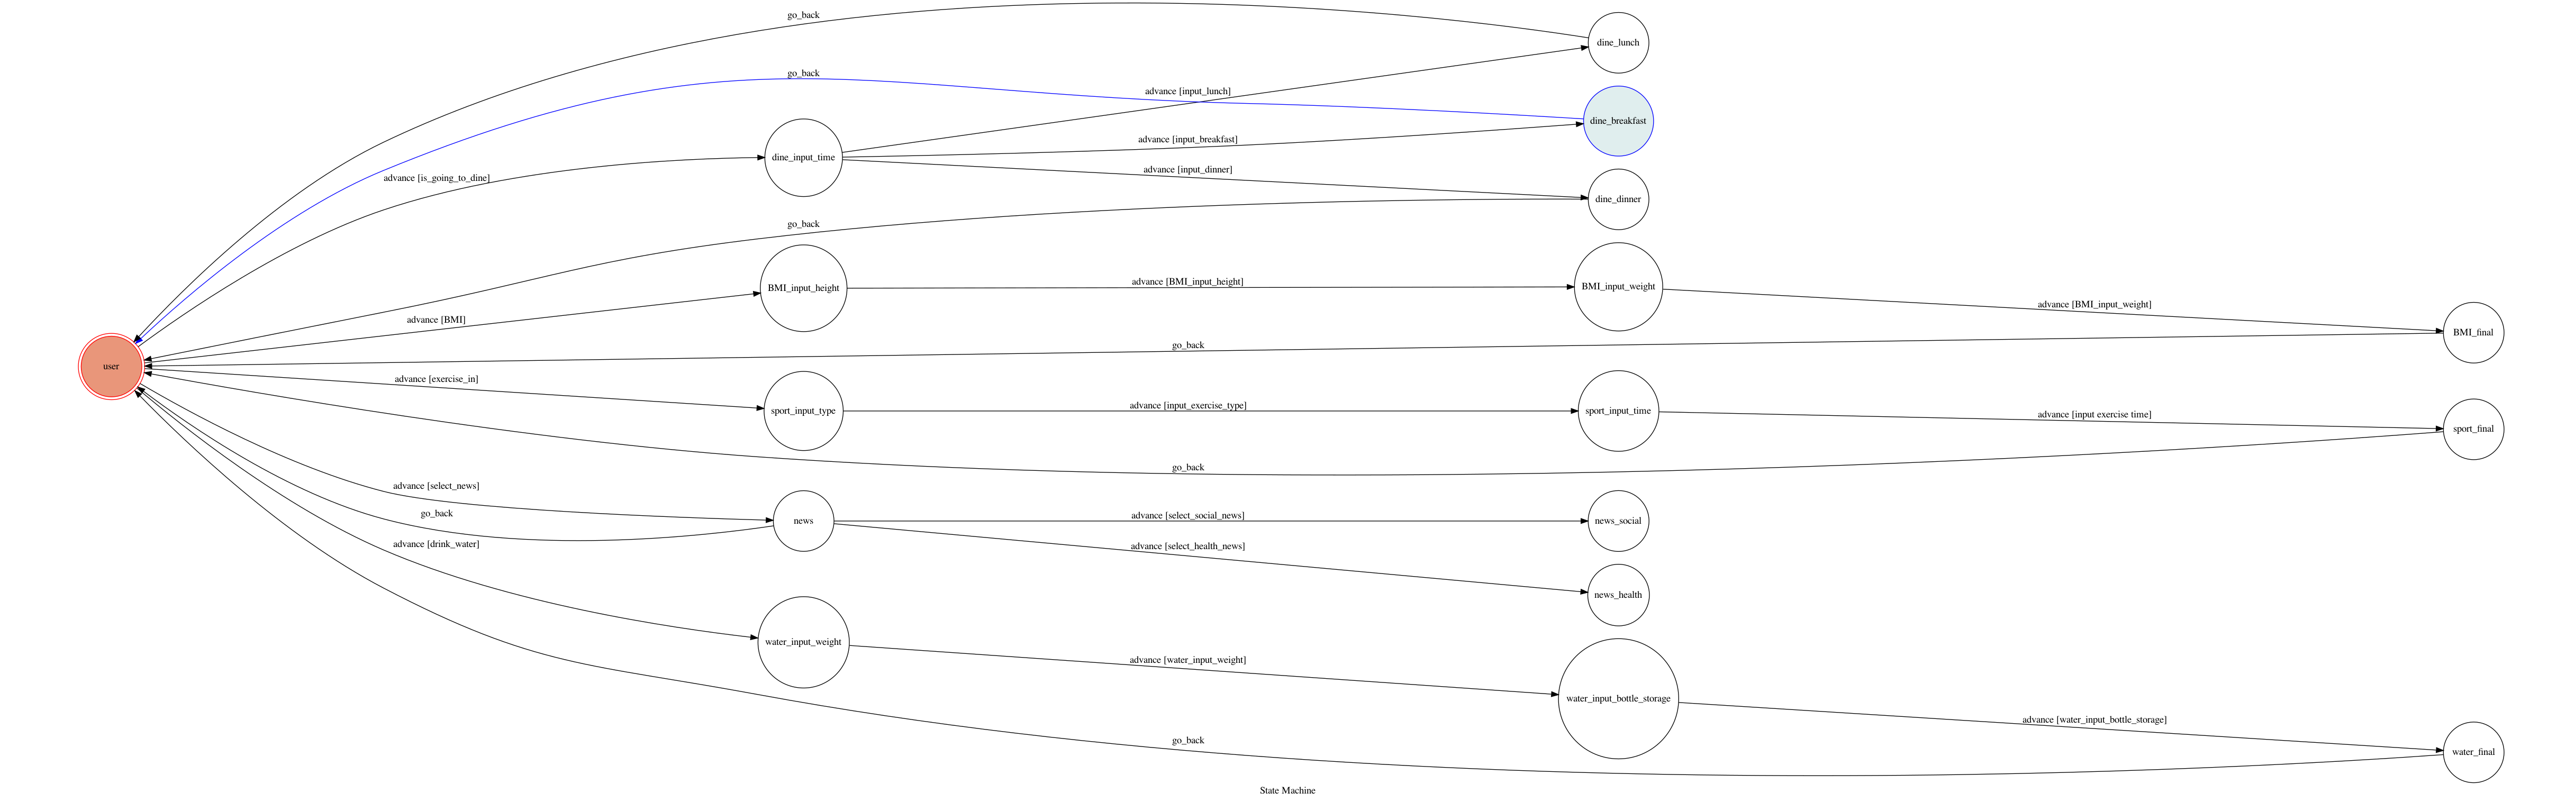 go_back
dine_lunch
go_back
advance [input_lunch]
dine_breakfast
advance [input_breakfast]
dine_input_time
advance [input_dinner]
advance [is_going_to_dine]
dine_dinner
go_back
advance [BMI_input_height]
BMI_input_height
BMI_input_weight
advance [BMI_input_weight]
advance [BMI]
BMI_final
go_back
user
advance [exercise_in]
sport_input_type
advance [input_exercise_type]
sport_input_time
advance [input exercise time]
sport_final
go_back
advance [select_news]
go_back
news
advance [select_social_news]
news_social
advance [drink_water]
advance [select_health_news]
news_health
water_input_weight
advance [water_input_weight]
water_input_bottle_storage
advance [water_input_bottle_storage]
go_back
water_final
State Machine